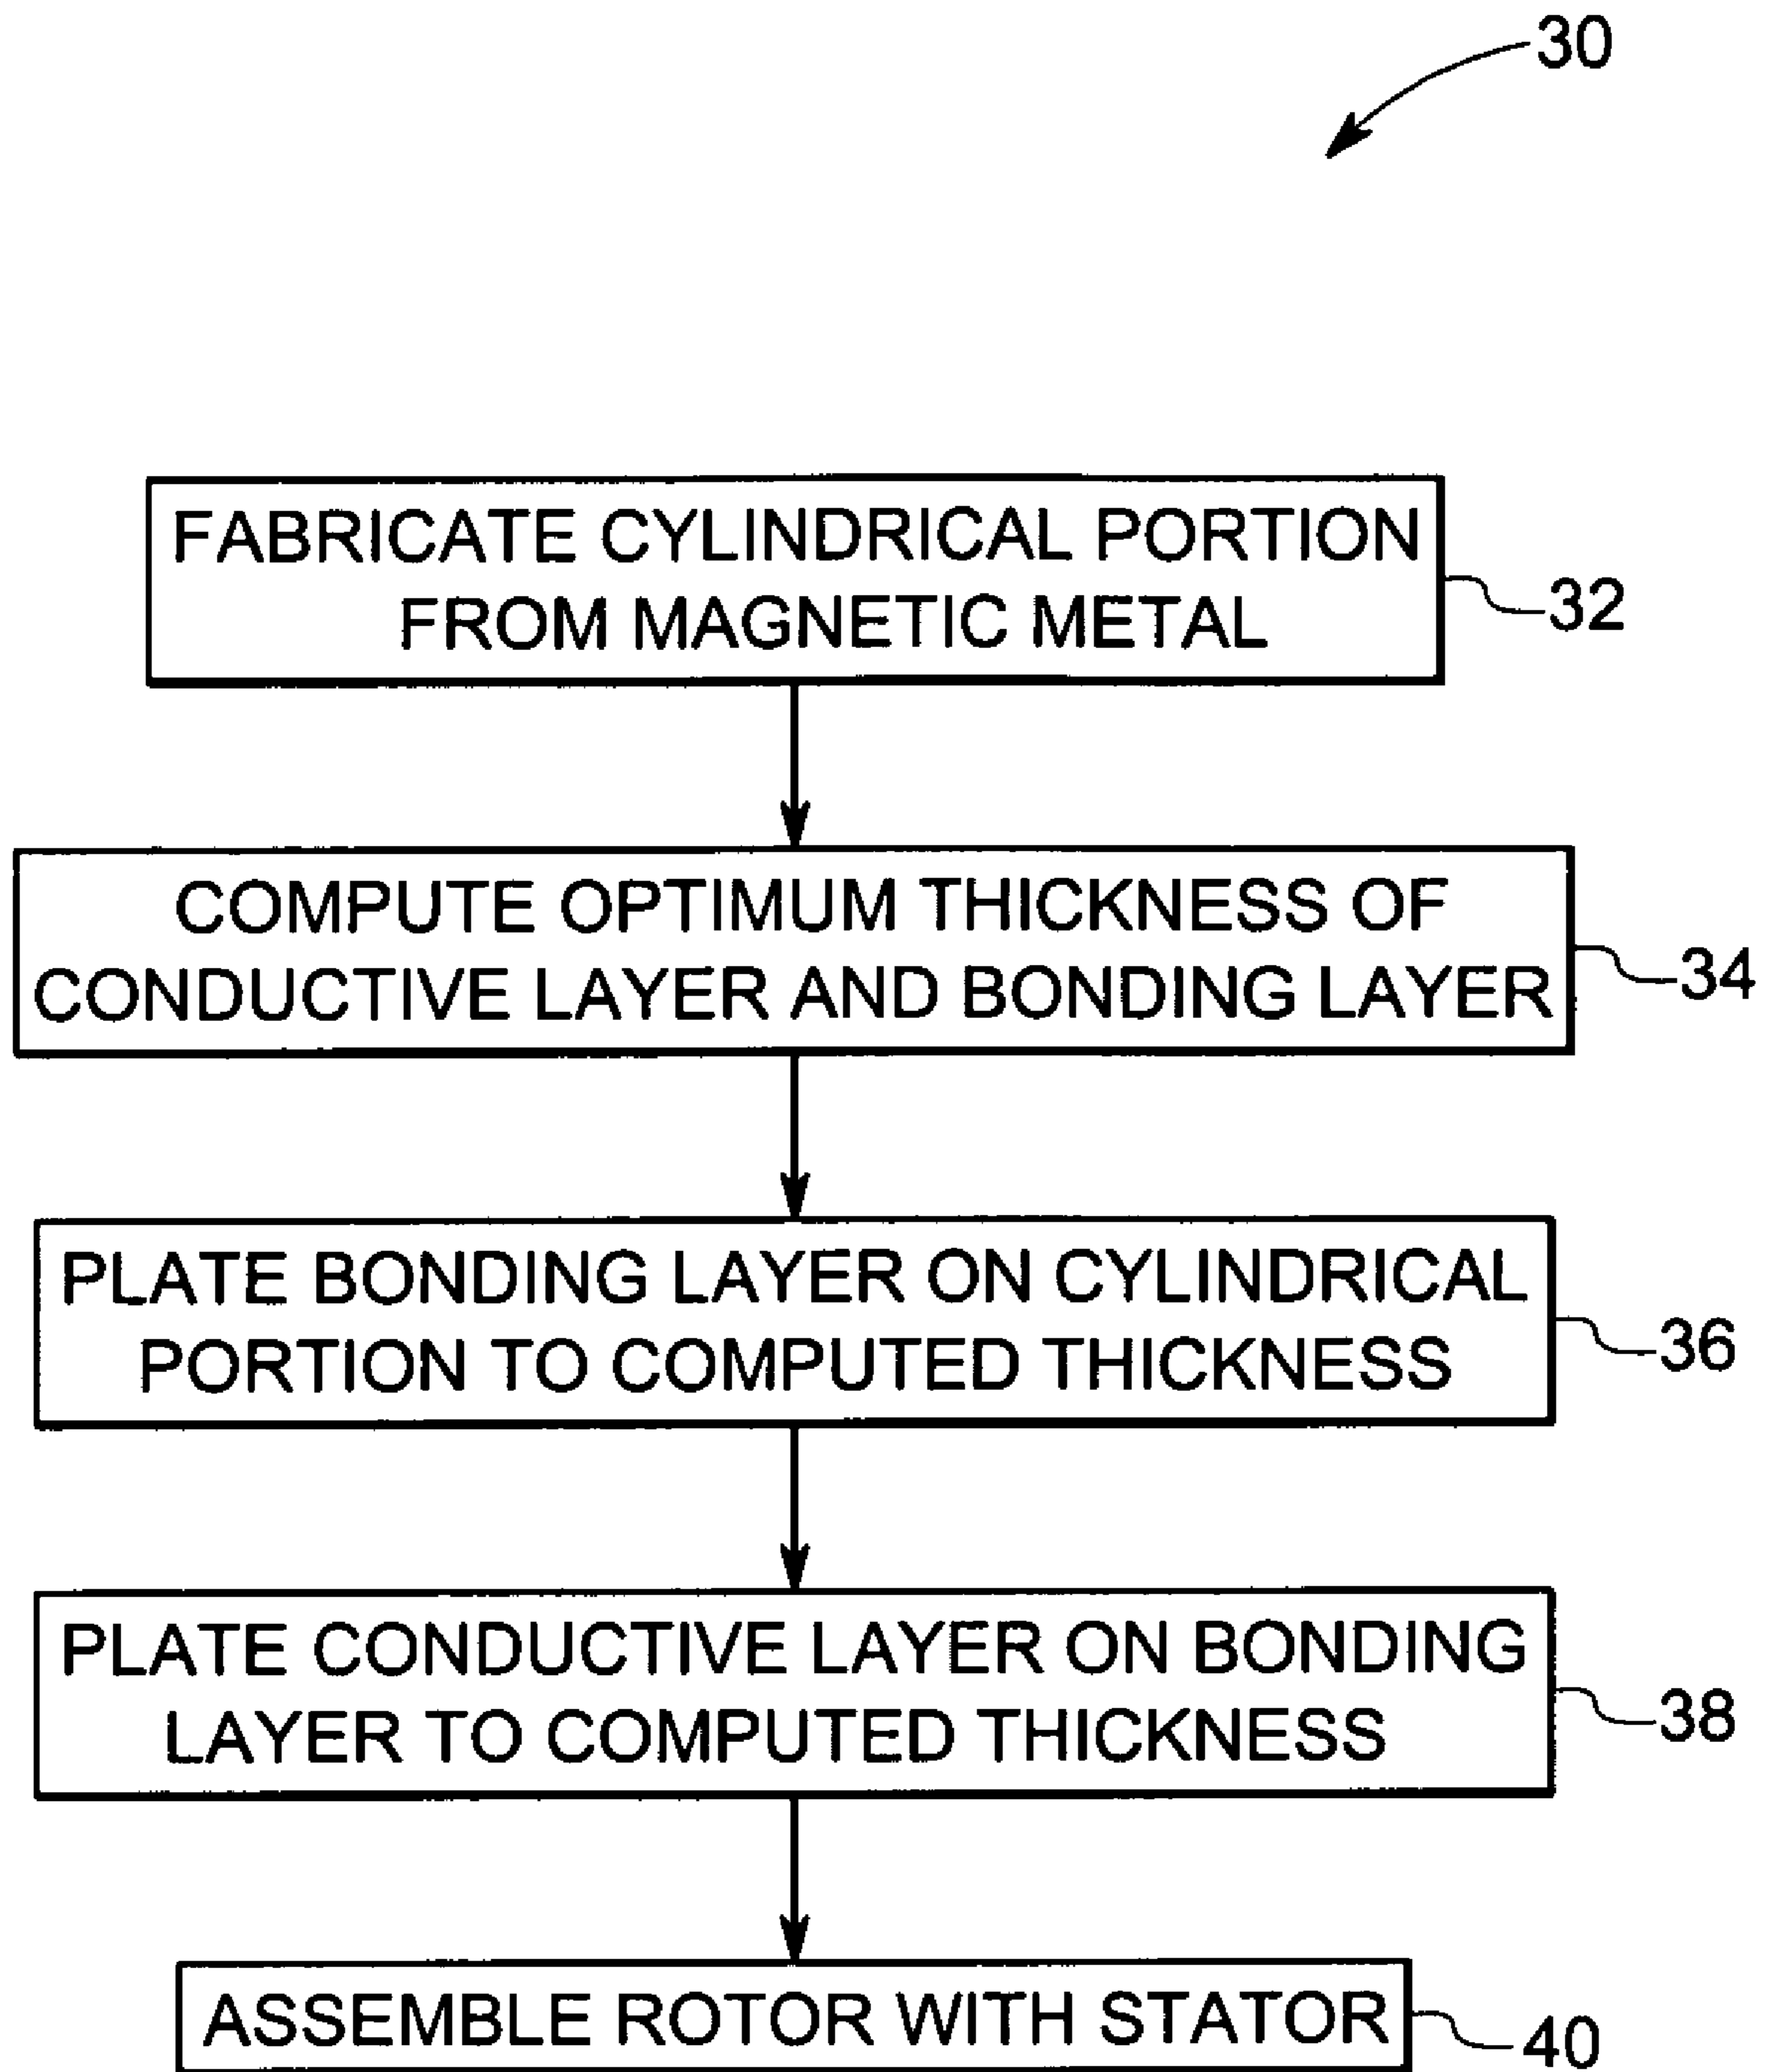 30
FABRICATE CYLINDRICAL PORTION
FROM MAGNETIC METAL
32
COMPUTE OPTIMUM THICKNESS OF
CONDUCTIVE LAYER AND BONDING LAYER
34
PLATE BONDING LAYER ON CYLINDRICAL
PORTION TO COMPUTED THICKNESS
36
PLATE CONDUCTIVE LAYER ON BONDING
LAYER TO COMPUTED THICKNESS
38
ASSEMBLE ROTOR WITH STATOR
40